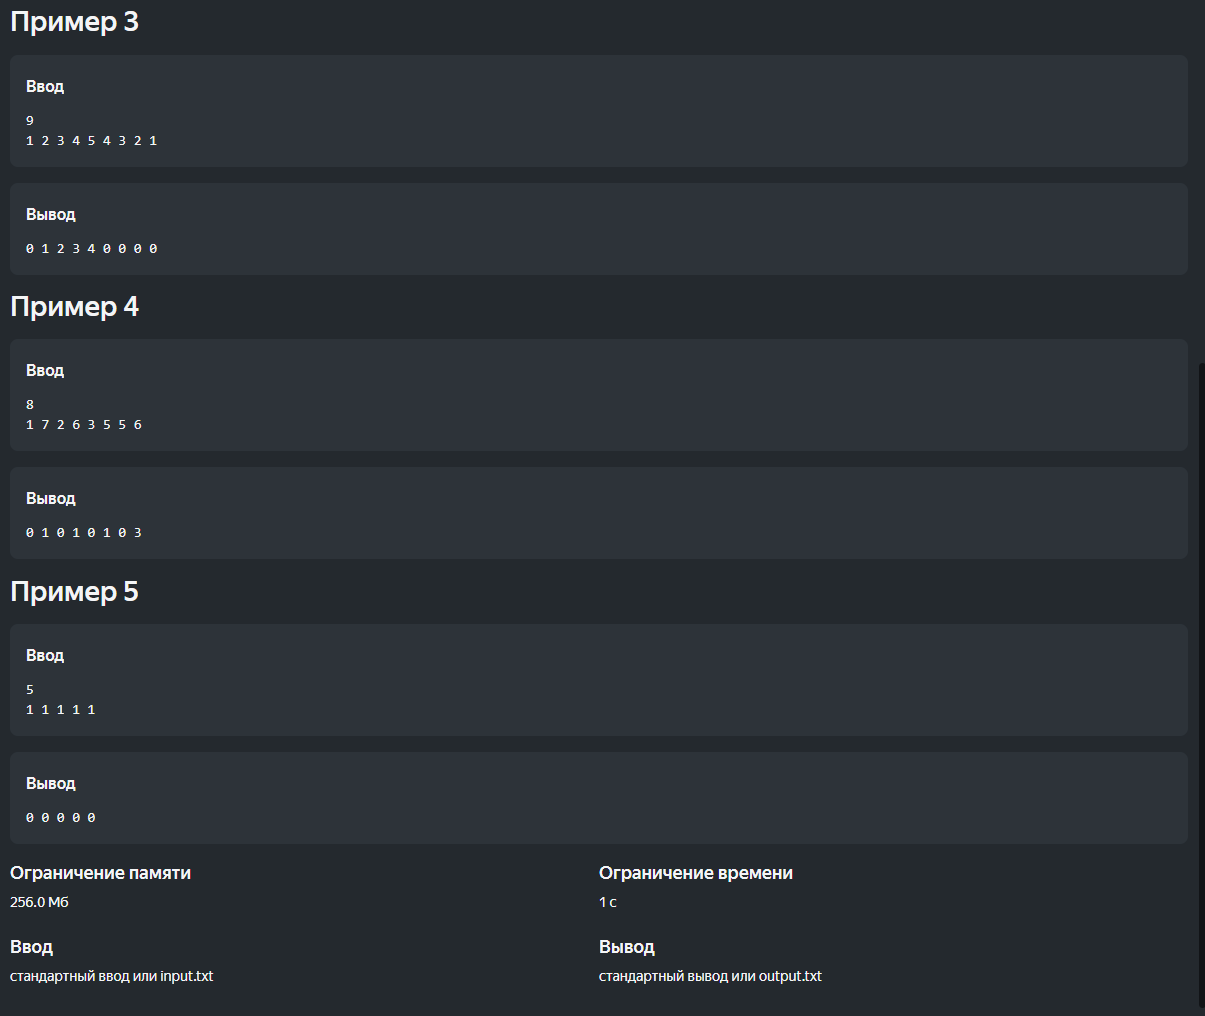 Пример 3
Ввод
9
1 2 3 4 5 4 3 2 1
Вывод
0 1 2 3 4 0 0 0 0
Пример 4
Ввод
8
1 7 2 6 3 5 5 6
Вывод
0 1 0 1 0 1 0 3
Пример 5
Ввод
5
1 1 1 1 1
Вывод
0 0 0 0 0
Ограничение памяти
256.0 Мб
Ограничение времени
1 с
Ввод
стандартный ввод или input.txt
Вывод
стандартный вывод или output.txt